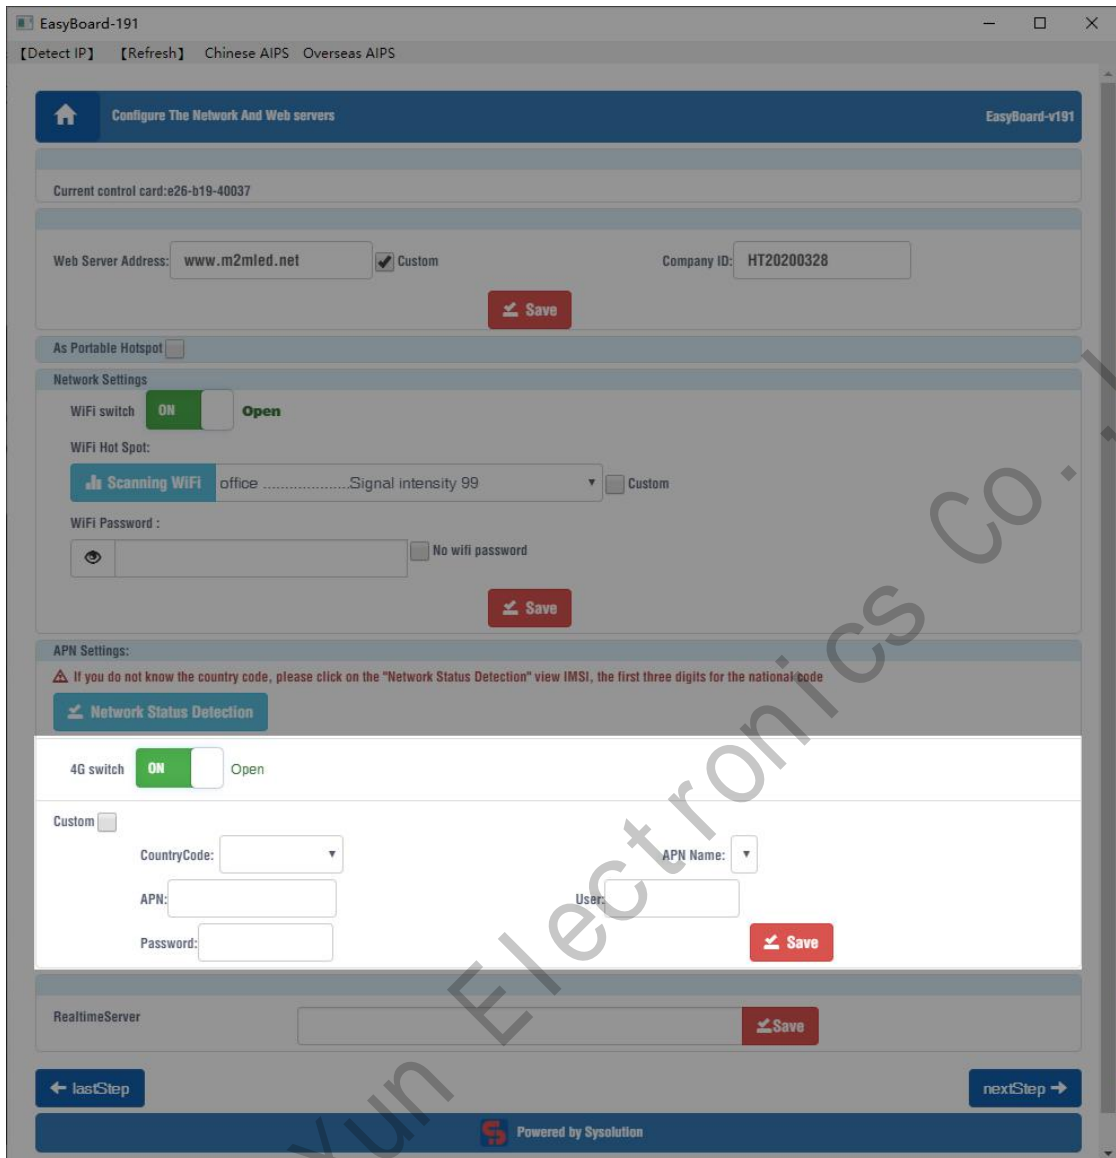 EasyBoard-191
【Detect IP】 【Refresh】 Chinese AIPS Overseas AIPS
Configure The Network And Web servers EasyBoard-v191
Current control card:e26-b19-40037
Web Server Address: www.m2mled.net Custom Company ID: HT20200328
Save
As Portable Hotspot
Network Settings
WiFi switch ON Open
WiFi Hot Spot:
Scanning WiFi office ....................Signal intensity 99 Custom
WiFi Password :
No wifi password
Save
APN Settings:
If you do not know the country code, please click on the "Network Status Detection" view IMSI, the first three digits for the national code
Network Status Detection
4G switch ON Open
Custom
CountryCode: APN Name:
APN: User:
Password: Save
RealtimeServer Save
lastStep nextStep
Powered by Sysolution
Xun Electronics Co.,